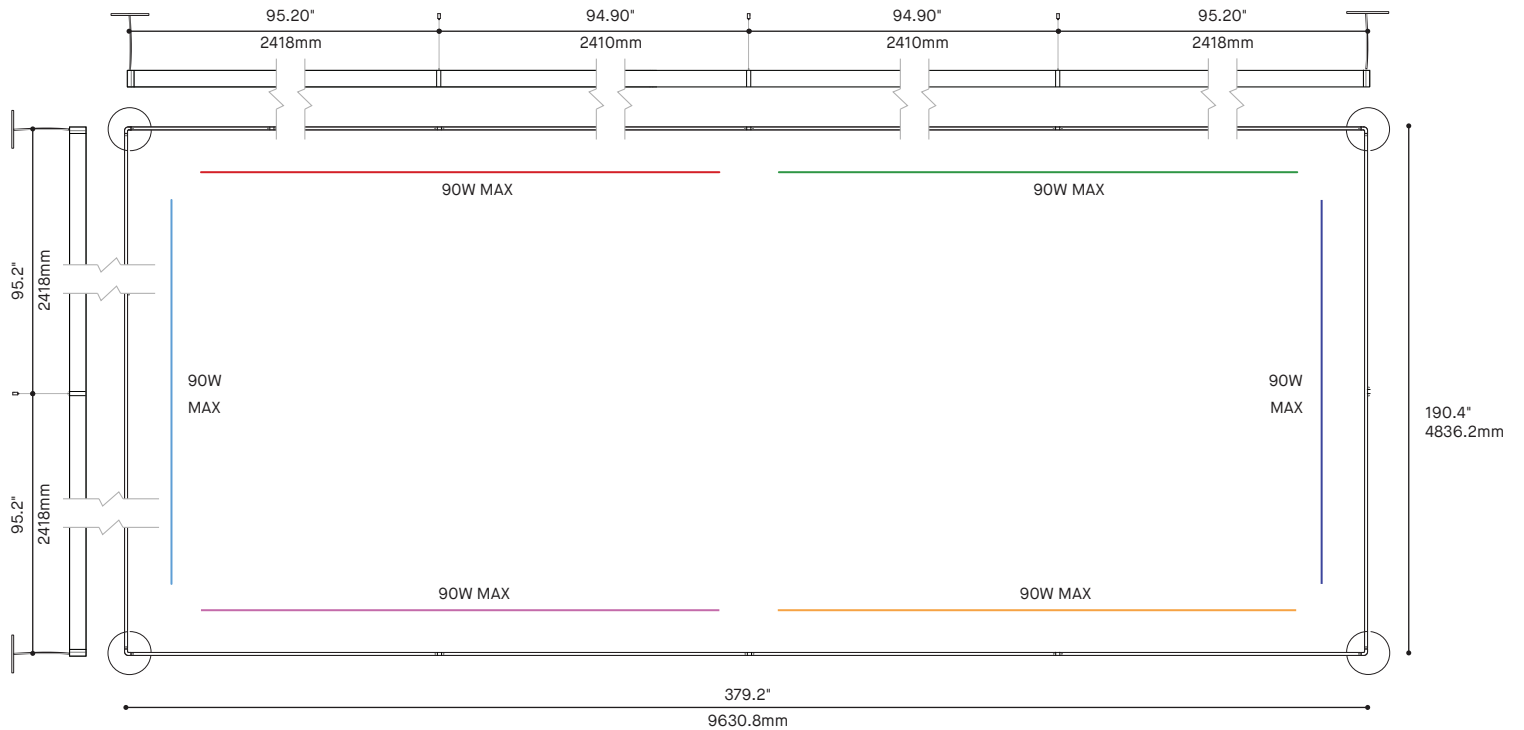 95.20" 94.90" 94.90" 95.20"
2418mm 2410mm 2410mm 2418mm
90W MAX 90W MAX
95.2"
2418mm
90W
MAX
90W
MAX
190.4"
4836.2mm
95.2"
2418mm
90W MAX 90W MAX
379.2"
9630.8mm